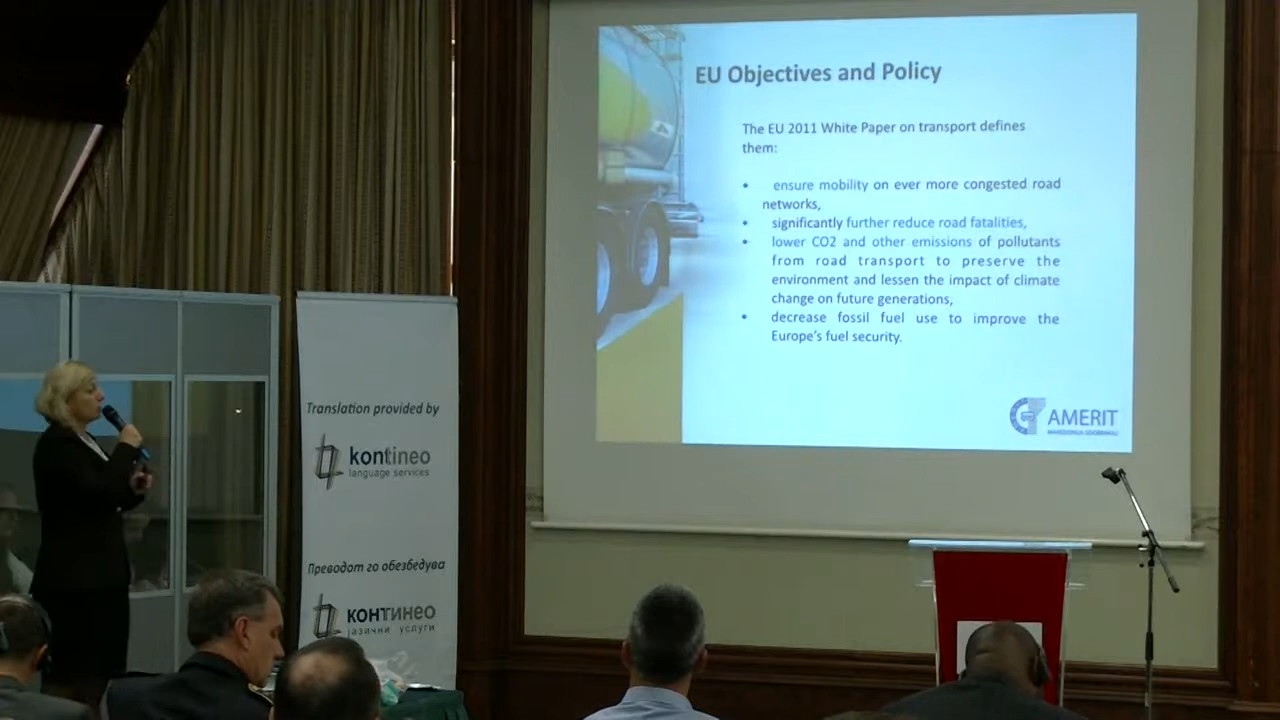 EU Objectives and Policy
The EU 2011 White Paper on transport defines
them:
• ensure mobility on ever more congested road
networks,
• significantly further reduce road fatalities,
• lower CO2 and other emissions of pollutants
from road transport to preserve the
environment and lessen the impact of climate
change on future generations,
• decrease fossil fuel use to improve the
Europe's fuel security.
AMERIT
Translation provided by
kontineo
language services
Преводот го обезбедува
КОНТИНЕО
јазични услуги